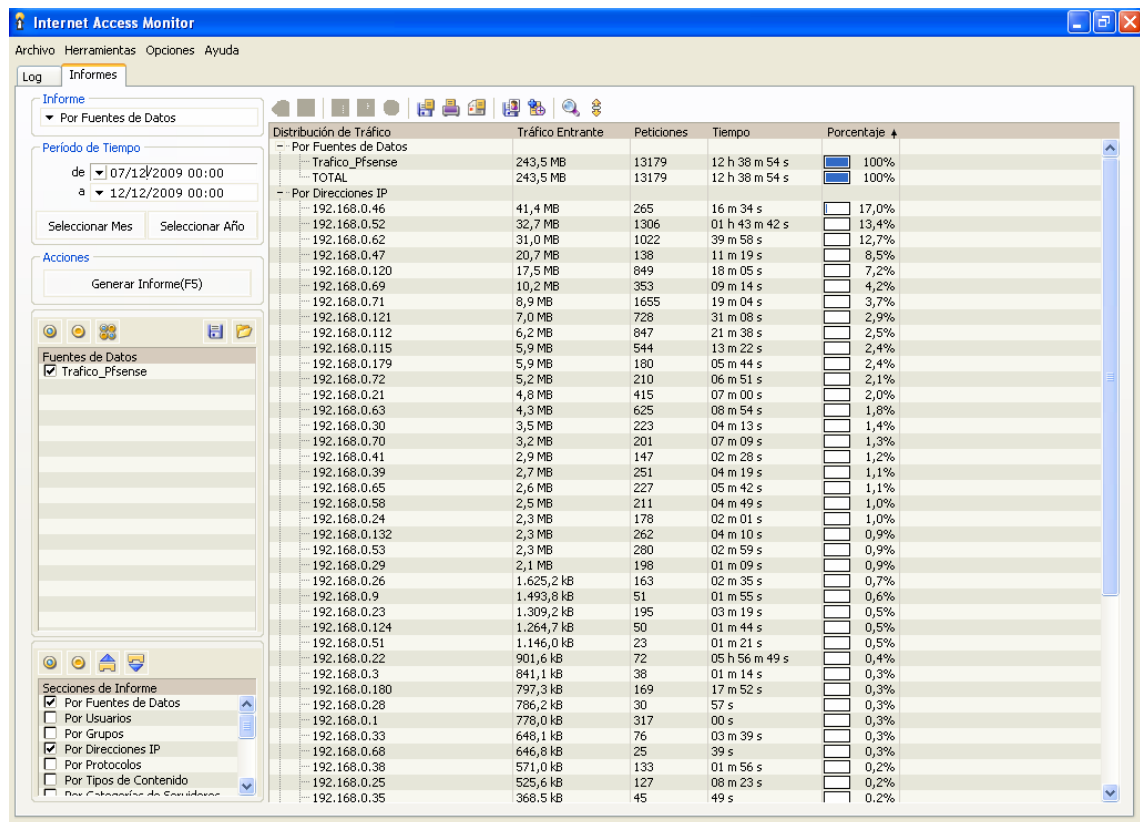 Internet Access Monitor
Archivo Herramientas Opciones Ayuda
Log Informes
Informe
Por Fuentes de Datos
Período de Tiempo
de 07/12/2009 00:00
a 12/12/2009 00:00
Seleccionar Mes Seleccionar Año
Acciones
Generar Informe(F5)
Fuentes de Datos
Trafico_Pfsense
Secciones de Informe
Por Fuentes de Datos
Por Usuarios
Por Grupos
Por Direcciones IP
Por Protocolos
Por Tipos de Contenido
Por Categorías de Servidores
Distribución de Tráfico Tráfico Entrante Peticiones Tiempo Porcentaje
Por Fuentes de Datos
Trafico_Pfsense 243,5 MB 13179 12 h 38 m 54 s 100%
TOTAL 243,5 MB 13179 12 h 38 m 54 s 100%
Por Direcciones IP
192.168.0.46 41,4 MB 265 16 m 34 s 17,0%
192.168.0.52 32,7 MB 1306 01 h 43 m 42 s 13,4%
192.168.0.62 31,0 MB 1022 39 m 58 s 12,7%
192.168.0.47 20,7 MB 138 11 m 19 s 8,5%
192.168.0.120 17,5 MB 849 18 m 05 s 7,2%
192.168.0.69 10,2 MB 353 09 m 14 s 4,2%
192.168.0.71 8,9 MB 1655 19 m 04 s 3,7%
192.168.0.121 7,0 MB 728 31 m 08 s 2,9%
192.168.0.112 6,2 MB 847 21 m 38 s 2,5%
192.168.0.115 5,9 MB 544 13 m 22 s 2,4%
192.168.0.179 5,9 MB 180 05 m 44 s 2,4%
192.168.0.72 5,2 MB 210 06 m 51 s 2,1%
192.168.0.21 4,8 MB 415 07 m 00 s 2,0%
192.168.0.63 4,3 MB 625 08 m 54 s 1,8%
192.168.0.30 3,5 MB 223 04 m 13 s 1,4%
192.168.0.70 3,2 MB 201 07 m 09 s 1,3%
192.168.0.41 2,9 MB 147 02 m 28 s 1,2%
192.168.0.39 2,7 MB 251 04 m 19 s 1,1%
192.168.0.65 2,6 MB 227 05 m 42 s 1,1%
192.168.0.58 2,5 MB 211 04 m 49 s 1,0%
192.168.0.24 2,3 MB 178 02 m 01 s 1,0%
192.168.0.132 2,3 MB 262 04 m 10 s 0,9%
192.168.0.53 2,3 MB 280 02 m 59 s 0,9%
192.168.0.29 2,1 MB 198 01 m 09 s 0,9%
192.168.0.26 1.625,2 kB 163 02 m 35 s 0,7%
192.168.0.9 1.493,8 kB 51 01 m 55 s 0,6%
192.168.0.23 1.309,2 kB 195 03 m 19 s 0,5%
192.168.0.124 1.264,7 kB 50 01 m 44 s 0,5%
192.168.0.51 1.146,0 kB 23 01 m 21 s 0,5%
192.168.0.22 901,6 kB 72 05 h 56 m 49 s 0,4%
192.168.0.3 841,1 kB 38 01 m 14 s 0,3%
192.168.0.180 797,3 kB 169 17 m 52 s 0,3%
192.168.0.28 786,2 kB 30 57 s 0,3%
192.168.0.1 778,0 kB 317 00 s 0,3%
192.168.0.33 648,1 kB 76 03 m 39 s 0,3%
192.168.0.68 646,8 kB 25 39 s 0,3%
192.168.0.38 571,0 kB 133 01 m 56 s 0,2%
192.168.0.25 525,6 kB 127 08 m 23 s 0,2%
192.168.0.35 368,5 kB 45 49 s 0,2%